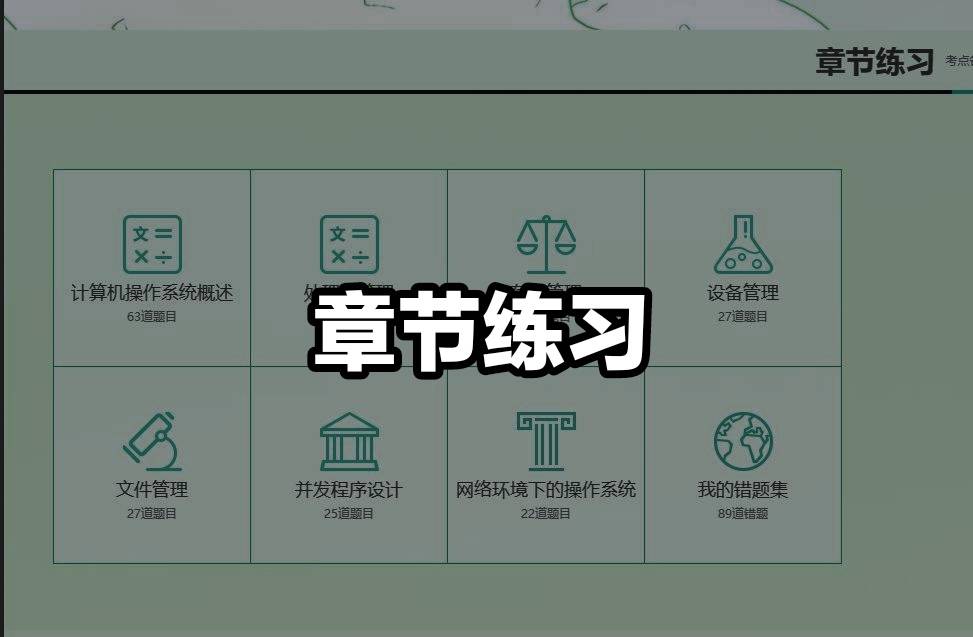 章节练习
考点
计算机操作系统概述
63道题目
设备管理
27道题目
章节练习
文件管理
27道题目
并发程序设计
25道题目
网络环境下的操作系统
22道题目
我的错题集
89道错题